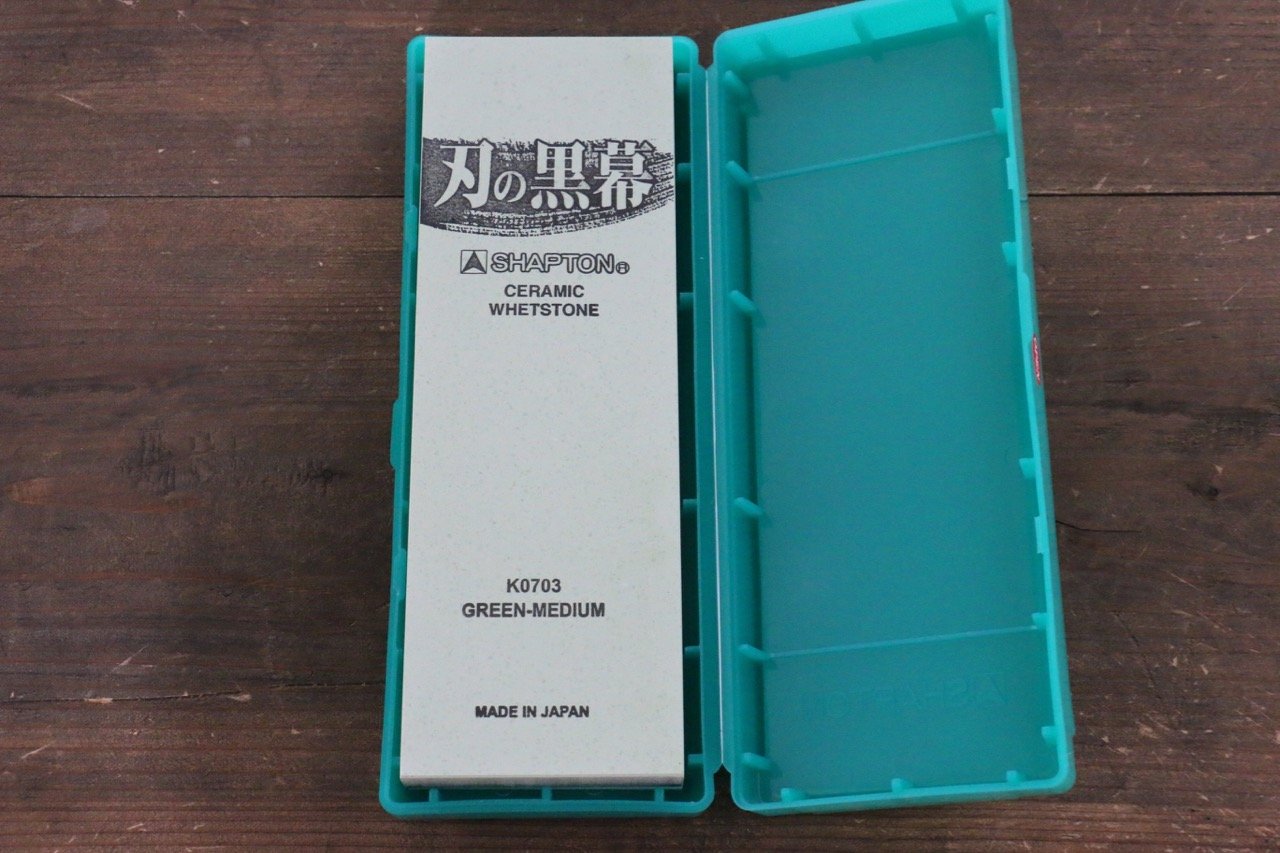 刃の黒幕
SHAPTON®
CERAMIC
WHETSTONE
K0703
GREEN-MEDIUM
MADE IN JAPAN